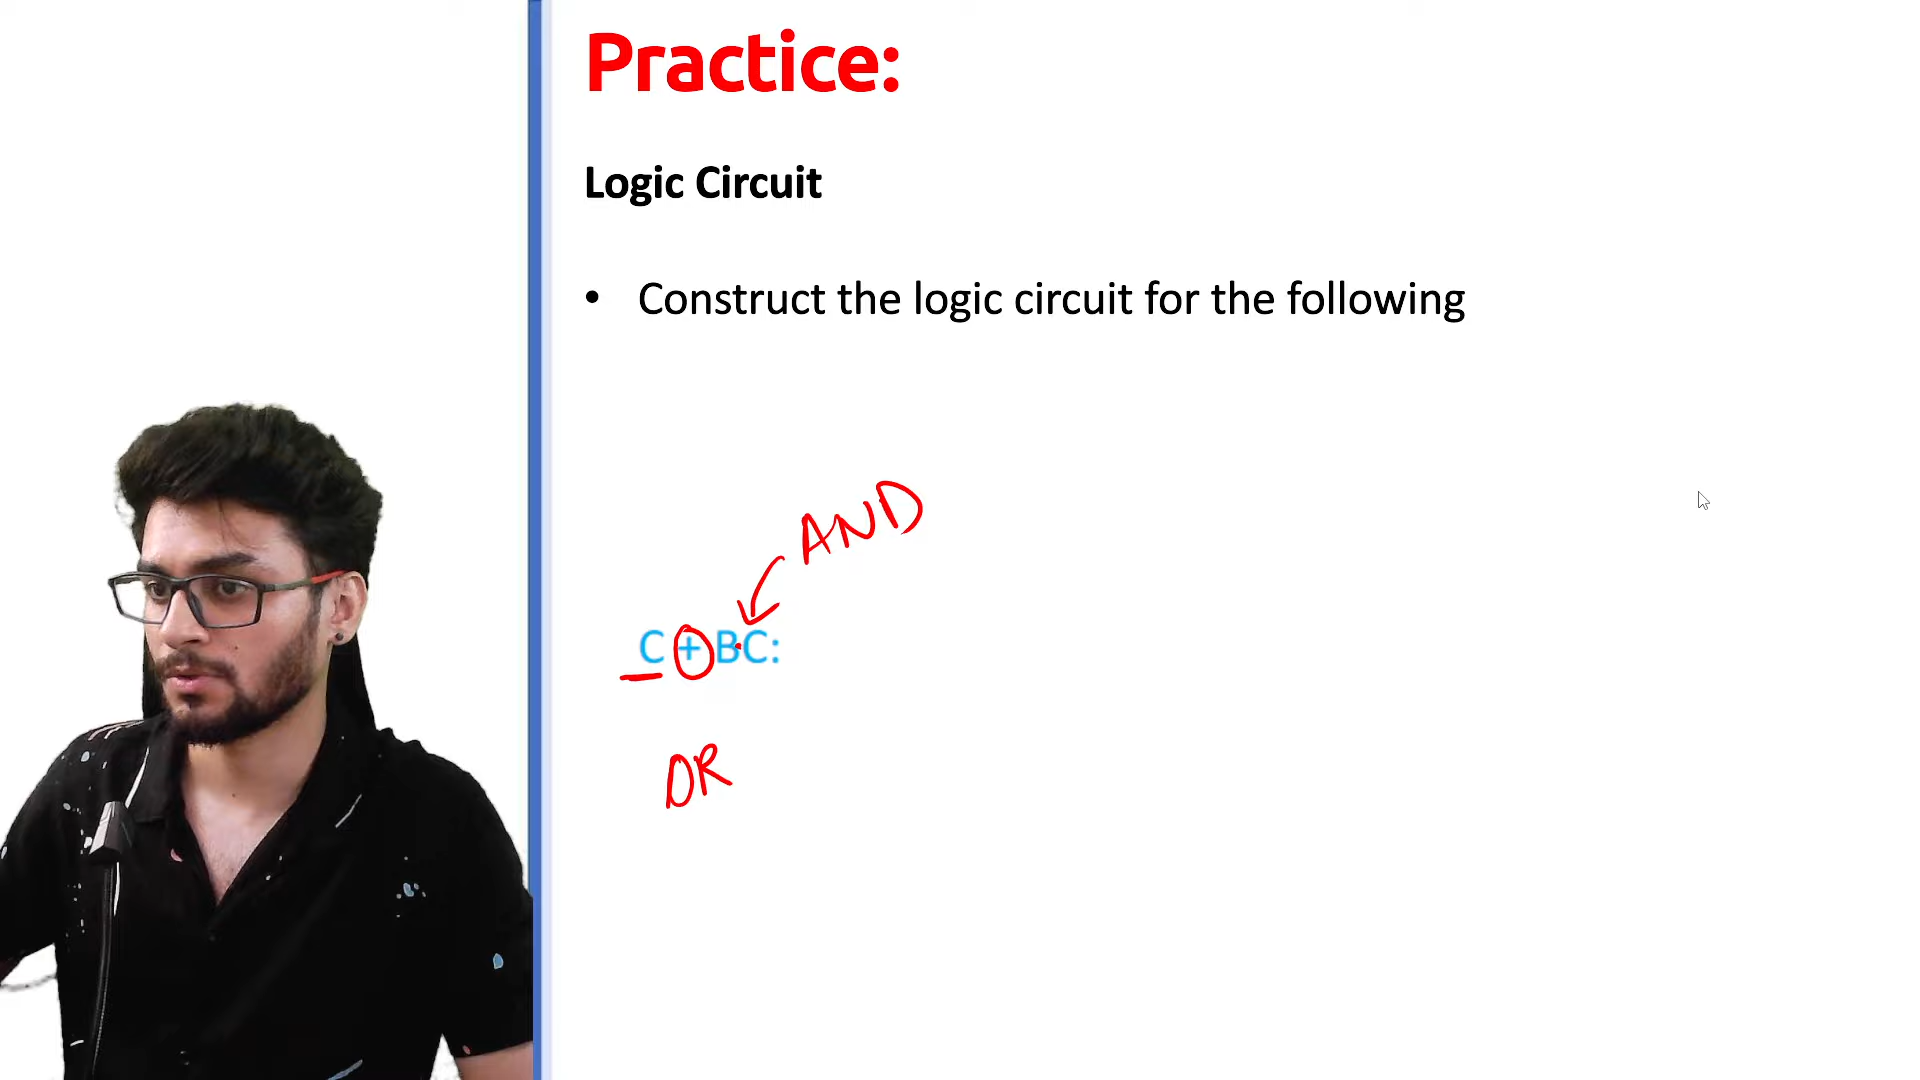 Practice:
Logic Circuit
• Construct the logic circuit for the following
AND
C + B.C:
OR